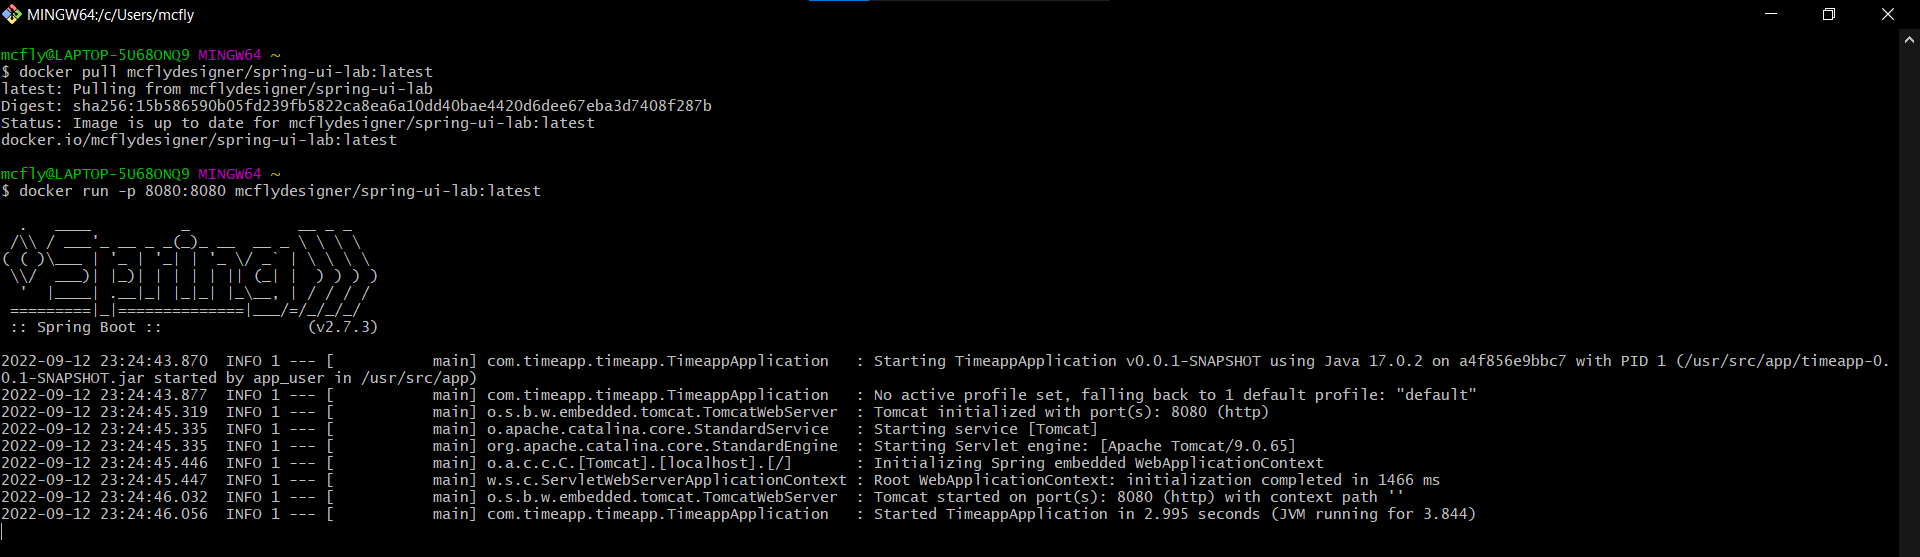 MINGW64:/c/Users/mcfly
mcfly@LAPTOP-5U68ONQ9 MINGW64 ~
$ docker pull mcflydesigner/spring-ui-lab:latest
latest: Pulling from mcflydesigner/spring-ui-lab
Digest: sha256:15b586590b05fd239fb5822ca8ea6a10dd40bae4420d6dee67eba3d7408f287b
Status: Image is up to date for mcflydesigner/spring-ui-lab:latest
docker.io/mcflydesigner/spring-ui-lab:latest
mcfly@LAPTOP-5U68ONQ9 MINGW64 ~
$ docker run -p 8080:8080 mcflydesigner/spring-ui-lab:latest
  .   ____          _            __ _ _
 /\\ / ___'_ __ _ _(_)_ __  __ _ \ \ \ \
( ( )\___ | '_ | '_| | '_ \/ _` | \ \ \ \
 \\/  ___)| |_)| | | | | || (_| |  ) ) ) )
  '  |____| .__|_| |_|_| |_\__, | / / / /
 =========|_|==============|___/=/_/_/_/
 :: Spring Boot ::                (v2.7.3)
2022-09-12 23:24:43.870  INFO 1 --- [           main] com.timeapp.timeapp.TimeappApplication   : Starting TimeappApplication v0.0.1-SNAPSHOT using Java 17.0.2 on a4f856e9bbc7 with PID 1 (/usr/src/app/timeapp-0.
0.1-SNAPSHOT.jar started by app_user in /usr/src/app)
2022-09-12 23:24:43.877  INFO 1 --- [           main] com.timeapp.timeapp.TimeappApplication   : No active profile set, falling back to 1 default profile: "default"
2022-09-12 23:24:45.319  INFO 1 --- [           main] o.s.b.w.embedded.tomcat.TomcatWebServer  : Tomcat initialized with port(s): 8080 (http)
2022-09-12 23:24:45.335  INFO 1 --- [           main] o.apache.catalina.core.StandardService   : Starting service [Tomcat]
2022-09-12 23:24:45.335  INFO 1 --- [           main] org.apache.catalina.core.StandardEngine  : Starting Servlet engine: [Apache Tomcat/9.0.65]
2022-09-12 23:24:45.446  INFO 1 --- [           main] o.a.c.c.C.[Tomcat].[localhost].[/]       : Initializing Spring embedded WebApplicationContext
2022-09-12 23:24:45.447  INFO 1 --- [           main] w.s.c.ServletWebServerApplicationContext : Root WebApplicationContext: initialization completed in 1466 ms
2022-09-12 23:24:46.032  INFO 1 --- [           main] o.s.b.w.embedded.tomcat.TomcatWebServer  : Tomcat started on port(s): 8080 (http) with context path ''
2022-09-12 23:24:46.056  INFO 1 --- [           main] com.timeapp.timeapp.TimeappApplication   : Started TimeappApplication in 2.995 seconds (JVM running for 3.844)